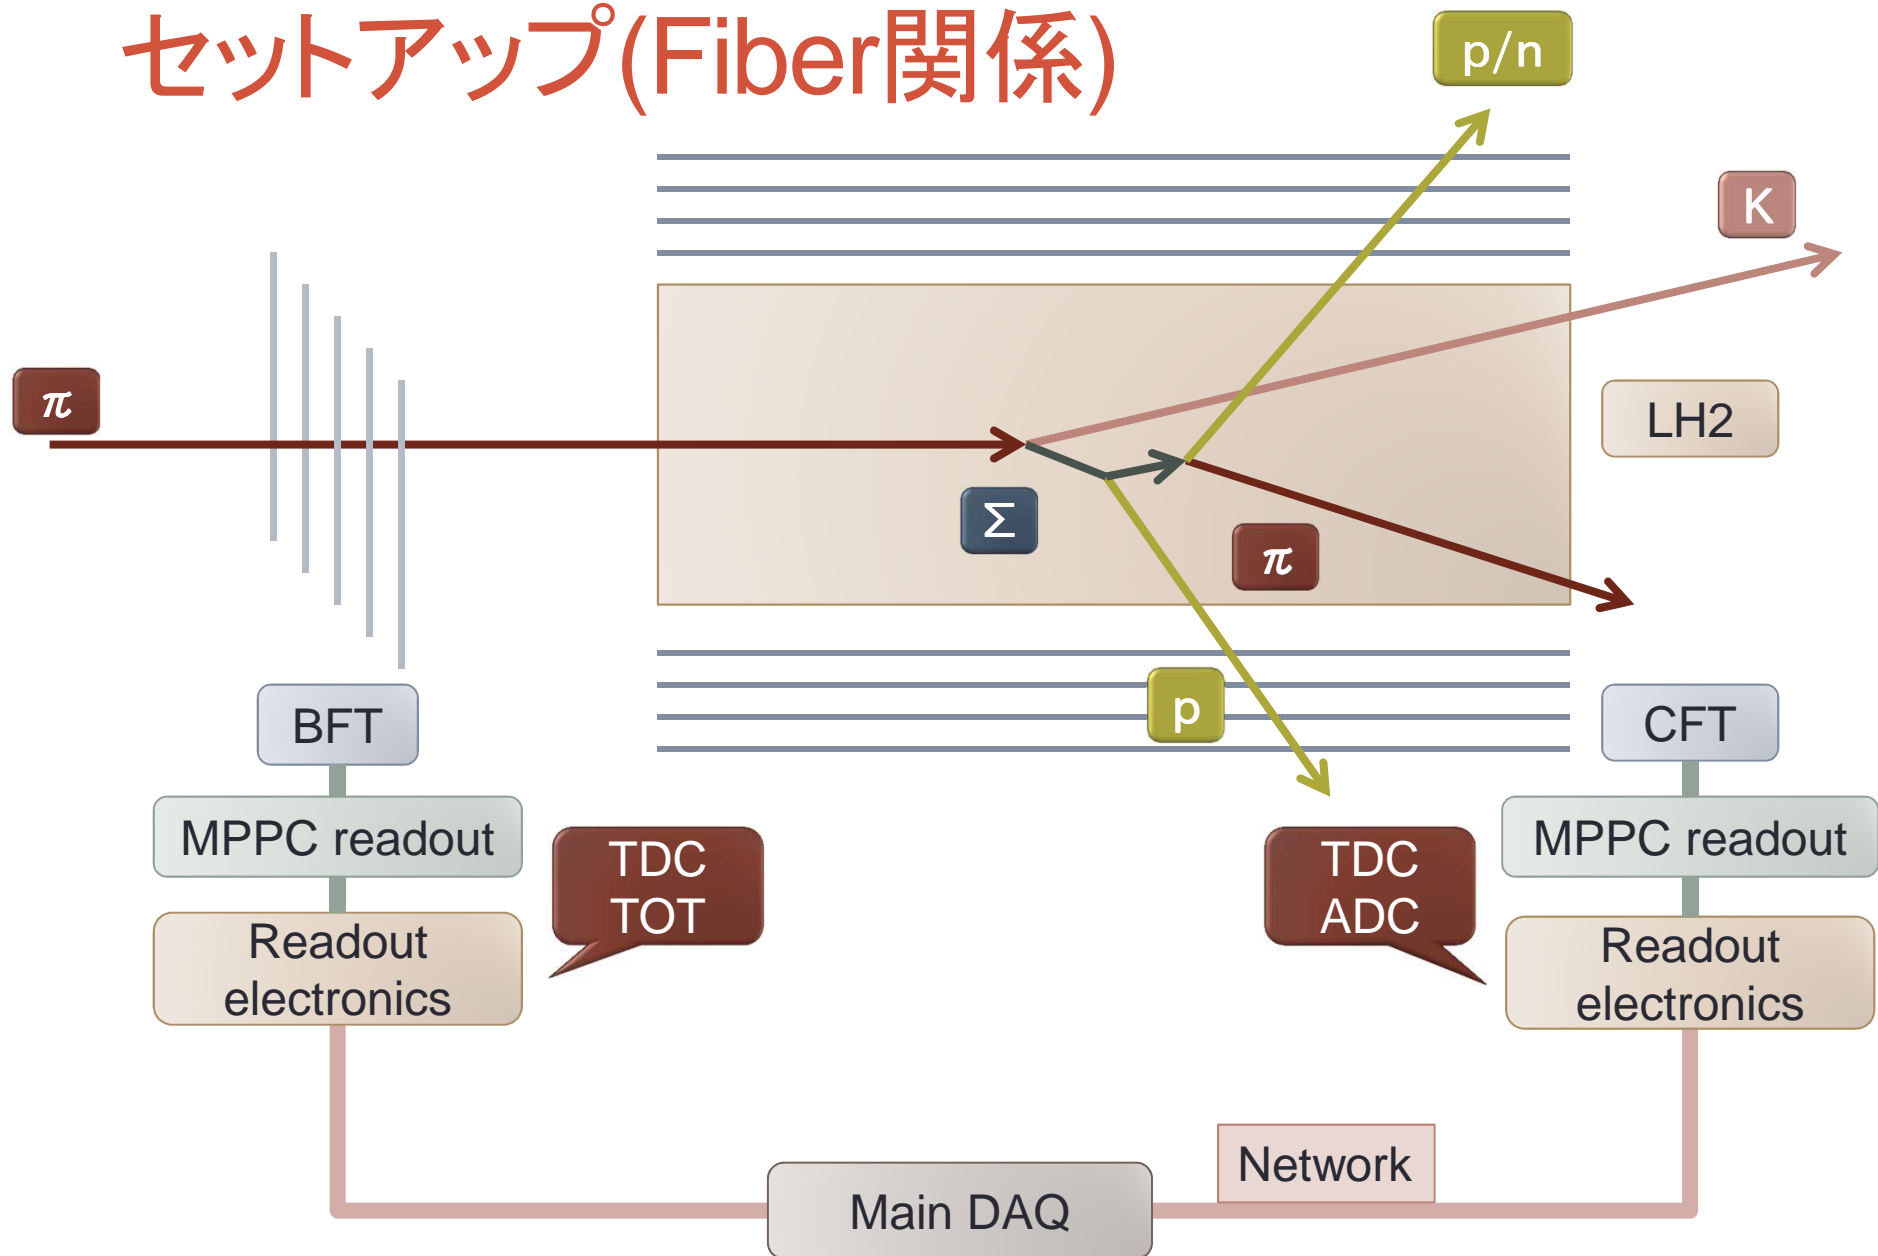 セットアップ(Fiber関係)
p/n
K
π
LH2
Σ
π
p
BFT
CFT
MPPC readout
MPPC readout
TDC
TOT
TDC
ADC
Readout
electronics
Readout
electronics
Network
Main DAQ